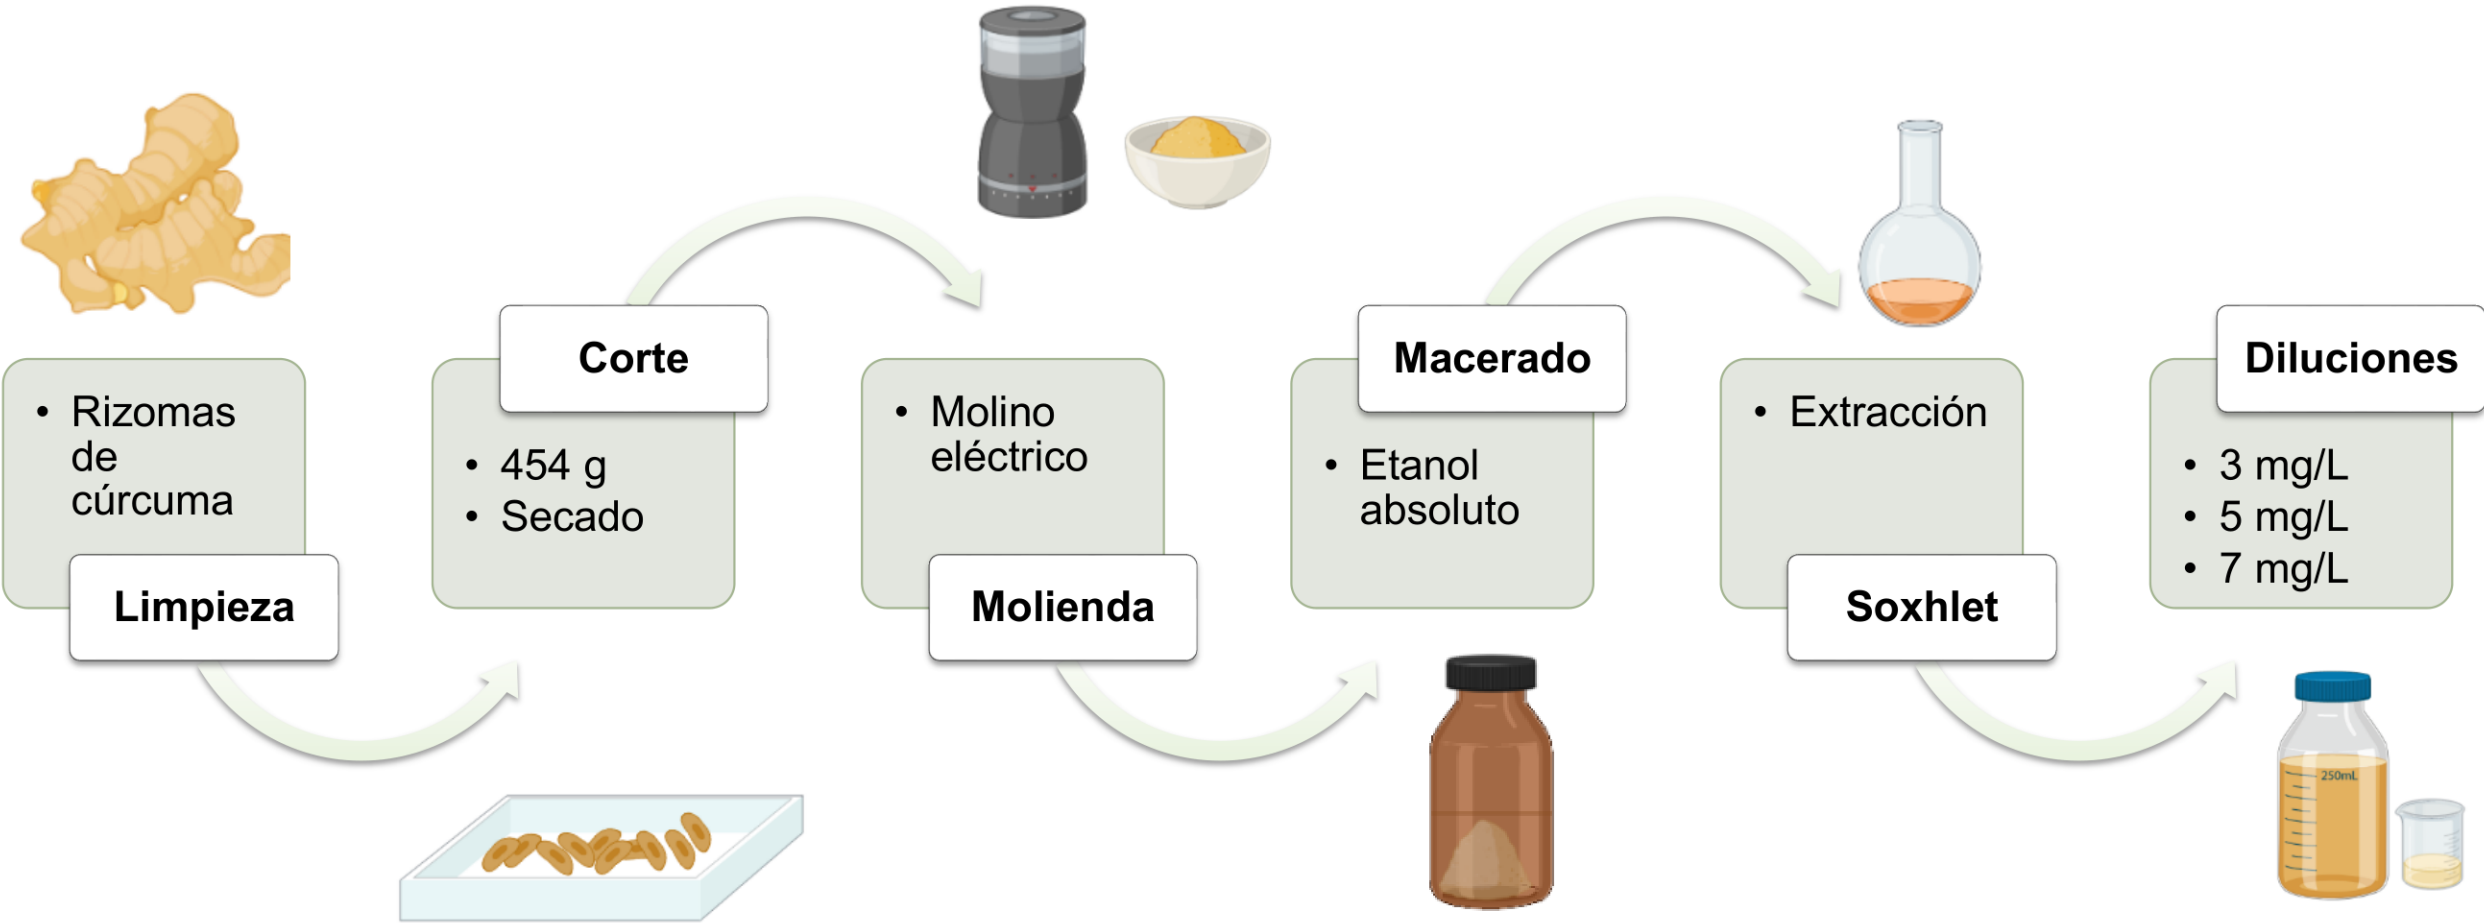 • Rizomas
de
cúrcuma
Limpieza
Corte
• 454 g
• Secado
• Molino
eléctrico
Molienda
Macerado
• Etanol
absoluto
• Extracción
Soxhlet
Diluciones
• 3 mg/L
• 5 mg/L
• 7 mg/L
250mL